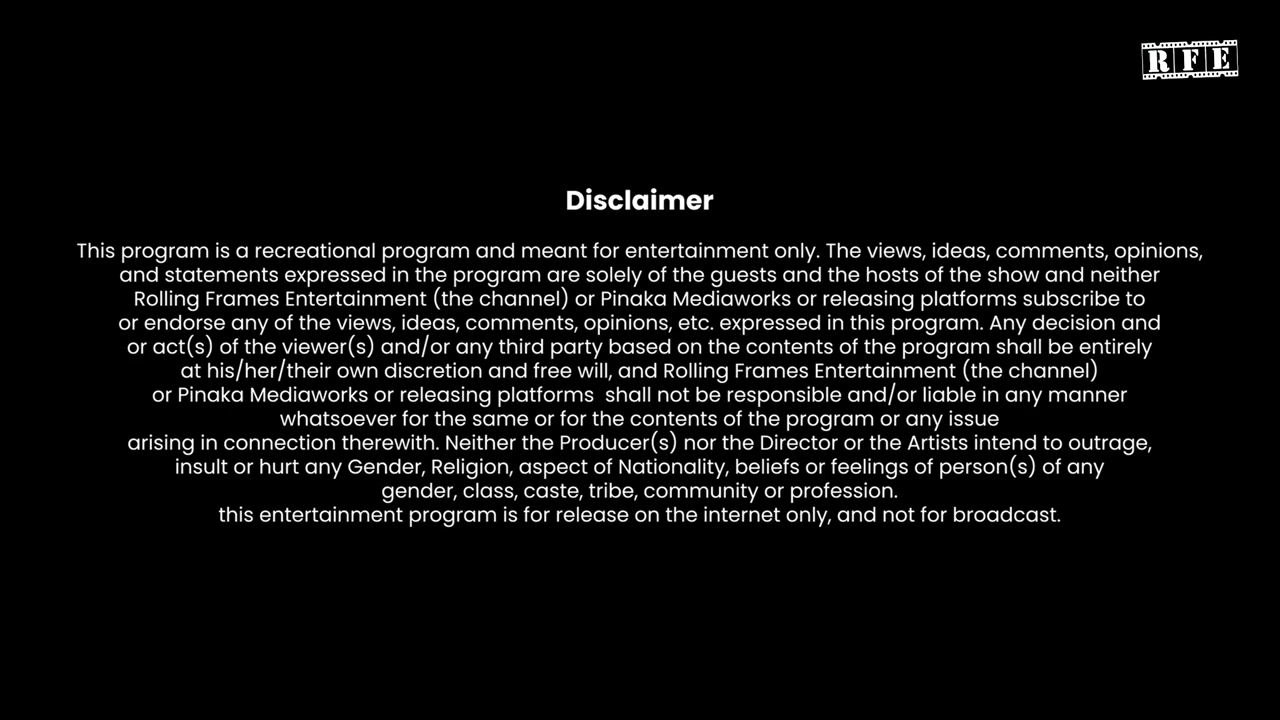 RFE
Disclaimer
This program is a recreational program and meant for entertainment only. The views, ideas, comments, opinions,
and statements expressed in the program are solely of the guests and the hosts of the show and neither
Rolling Frames Entertainment (the channel) or Pinaka Mediaworks or releasing platforms subscribe to
or endorse any of the views, ideas, comments, opinions, etc. expressed in this program. Any decision and
or act(s) of the viewer(s) and/or any third party based on the contents of the program shall be entirely
at his/her/their own discretion and free will, and Rolling Frames Entertainment (the channel)
or Pinaka Mediaworks or releasing platforms  shall not be responsible and/or liable in any manner
whatsoever for the same or for the contents of the program or any issue
arising in connection therewith. Neither the Producer(s) nor the Director or the Artists intend to outrage,
insult or hurt any Gender, Religion, aspect of Nationality, beliefs or feelings of person(s) of any
gender, class, caste, tribe, community or profession.
this entertainment program is for release on the internet only, and not for broadcast.